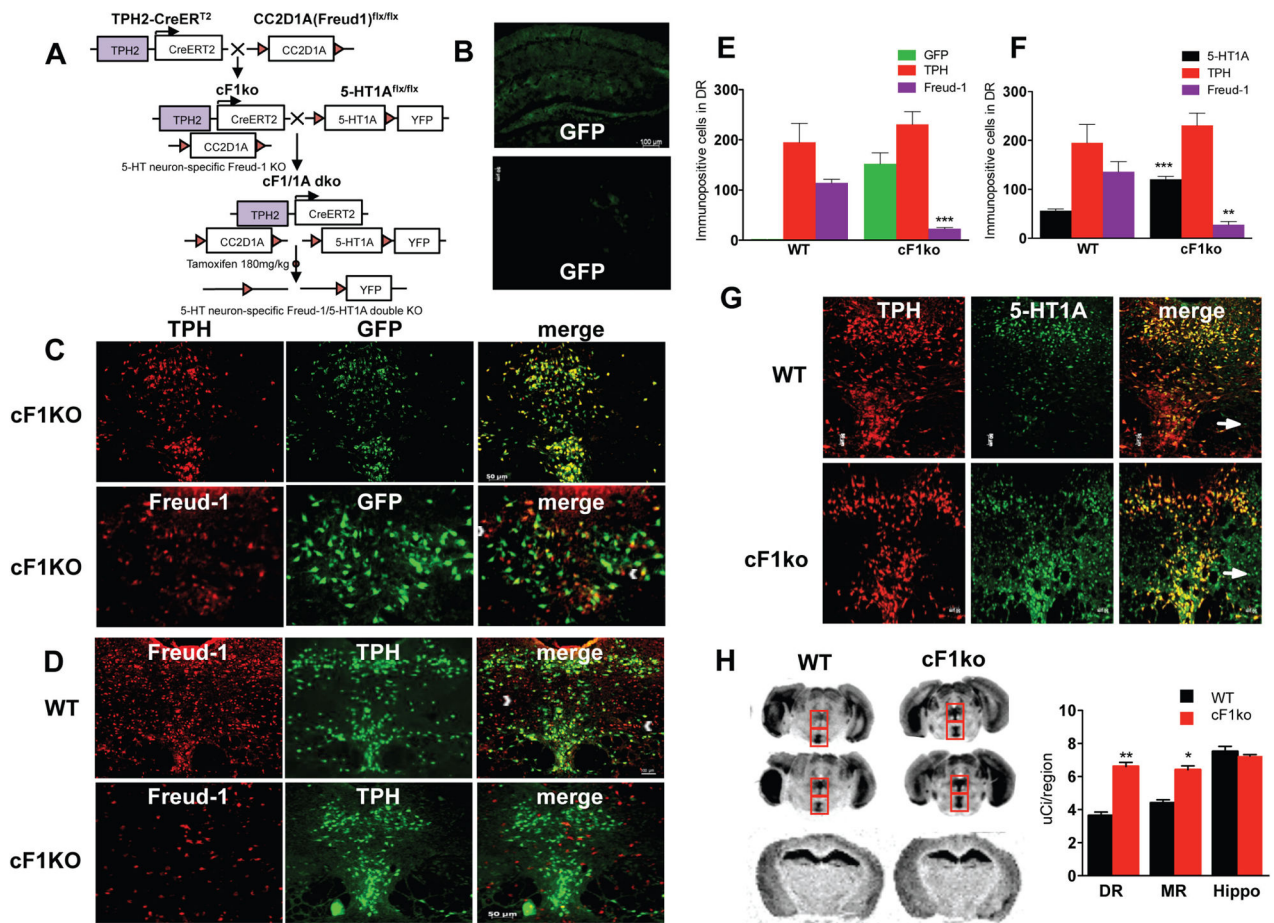 A
TPH2-CreERT2
CC2D1A(Freud1)flx/flx
TPH2
CreERT2
CC2D1A
cF1ko
5-HT1Aflx/flx
TPH2
CreERT2
5-HT1A
YFP
CC2D1A
5-HT neuron-specific Freud-1 KO
cF1/1A dko
TPH2
CreERT2
CC2D1A
5-HT1A
YFP
Tamoxifen 180mg/kg
YFP
5-HT neuron-specific Freud-1/5-HT1A double KO
B
GFP
100 µm
GFP
C
TPH
GFP
merge
cF1KO
50 µm
Freud-1
GFP
merge
cF1KO
D
Freud-1
TPH
merge
WT
Freud-1
TPH
merge
cF1KO
50 µm
E
GFP
TPH
Freud-1
Immunopositive cells in DR
300
200
100
0
***
WT
cF1ko
F
5-HT1A
TPH
Freud-1
Immunopositive cells in DR
300
200
100
0
***
**
WT
cF1ko
G
TPH
5-HT1A
merge
WT
cF1ko
H
WT
cF1ko
WT
cF1ko
uCi/region
8
6
4
2
0
**
*
DR
MR
Hippo